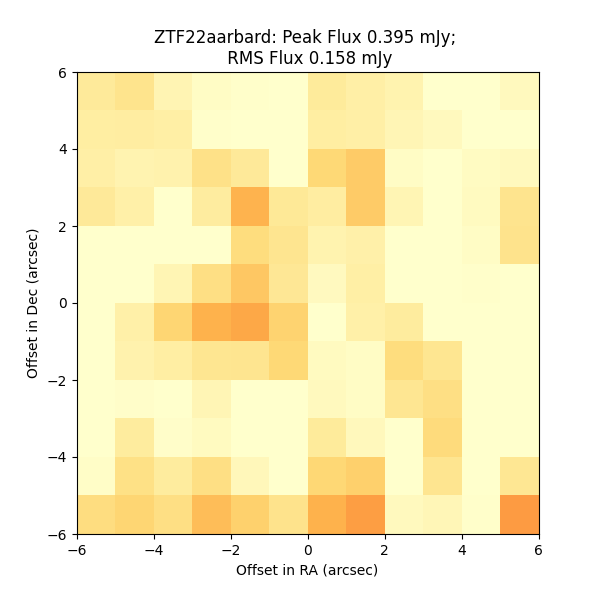 ZTF22aarbard: Peak Flux 0.395 mJy;
RMS Flux 0.158 mJy
6
4
2
0
−2
−4
−6
Offset in Dec (arcsec)
−6 −4 −2 0 2 4 6
Offset in RA (arcsec)